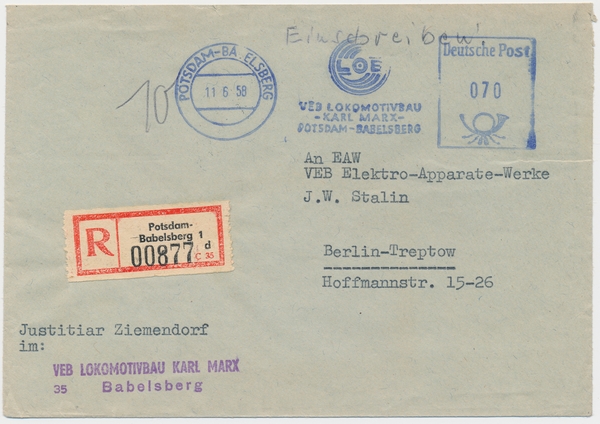 Einschreiben!
POTSDAM-BA ELSBERG
11 6 58
10
LOB
VEB LOKOMOTIVBAU
-KARL MARX-
POTSDAM-BABELSBERG
Deutsche Post
070
An EAW
VEB Elektro-Apparate-Werke
J.W. Stalin
Berlin-Treptow
Hoffmannstr. 15-26
R
Potsdam-
Babelsberg 1
d
00877
C 35
Justitiar Ziemendorf
im:
VEB LOKOMOTIVBAU KARL MARX
35 Babelsberg